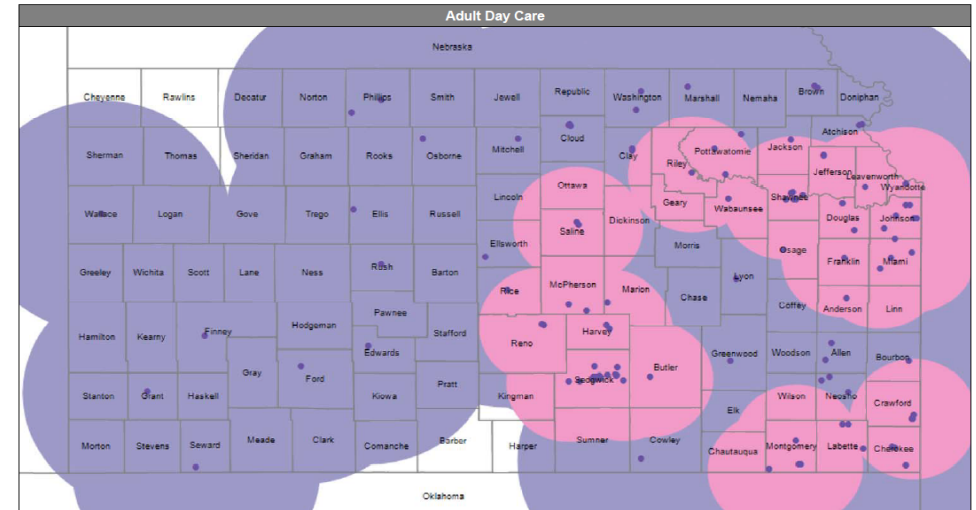 Adult Day Care
Nebraska
Cheyenne Rawlins Decatur Norton Phillips Smith Jewell Republic Washington Marshall Nemaha Brown Doniphan
Sherman Thomas Sheridan Graham Rooks Osborne Mitchell Cloud Clay Riley Pottawatomie Jackson Atchison
Jefferson Leavenworth
Wyandotte
Wallace Logan Gove Trego Ellis Russell Lincoln Ottawa Geary Wabaunsee Shawnee Douglas Johnson
Saline Dickinson
Ellsworth Morris Osage Franklin Miami
Greeley Wichita Scott Lane Ness Rush Barton Rice McPherson Marion Chase Lyon Coffey Anderson Linn
Hamilton Kearny Finney Hodgeman Pawnee Stafford Reno Harvey
Edwards Greenwood Woodson Allen Bourbon
Stanton Grant Haskell Gray Ford Kiowa Pratt Kingman Sedgwick Butler Elk Wilson Neosho Crawford
Morton Stevens Seward Meade Clark Comanche Barber Harper Sumner Cowley Chautauqua Montgomery Labette Cherokee
Oklahoma